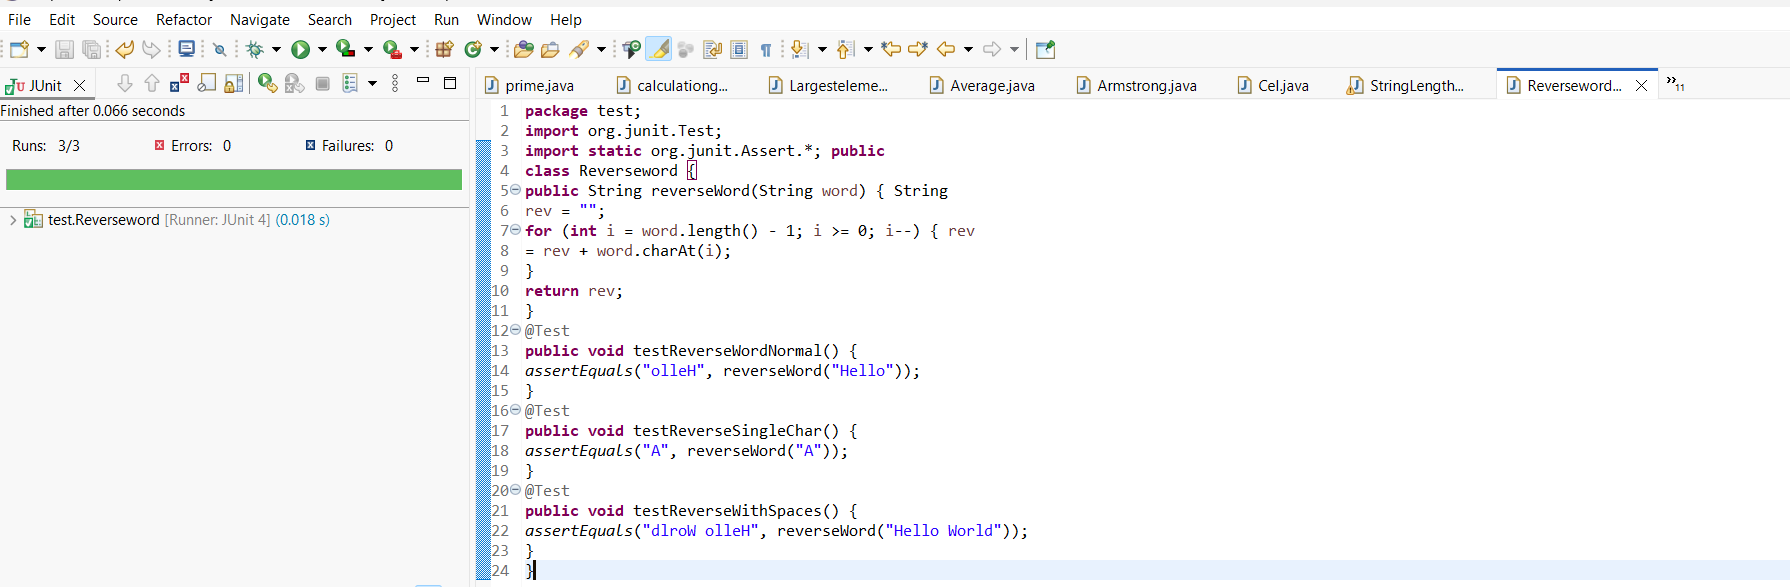 File Edit Source Refactor Navigate Search Project Run Window Help
JUnit
Finished after 0.066 seconds
Runs: 3/3 Errors: 0 Failures: 0
test.Reverseword [Runner: JUnit 4] (0.018 s)
prime.java calculationg... Largesteleme... Average.java Armstrong.java Cel.java StringLength... Reverseword... 11
1 package test;
2 import org.junit.Test;
3 import static org.junit.Assert.*; public
4 class Reverseword {
5 public String reverseWord(String word) { String
6 rev = "";
7 for (int i = word.length() - 1; i >= 0; i--) { rev
8 = rev + word.charAt(i);
9 }
10 return rev;
11 }
12 @Test
13 public void testReverseWordNormal() {
14 assertEquals("olleH", reverseWord("Hello"));
15 }
16 @Test
17 public void testReverseSingleChar() {
18 assertEquals("A", reverseWord("A"));
19 }
20 @Test
21 public void testReverseWithSpaces() {
22 assertEquals("dlroW olleH", reverseWord("Hello World"));
23 }
24 }